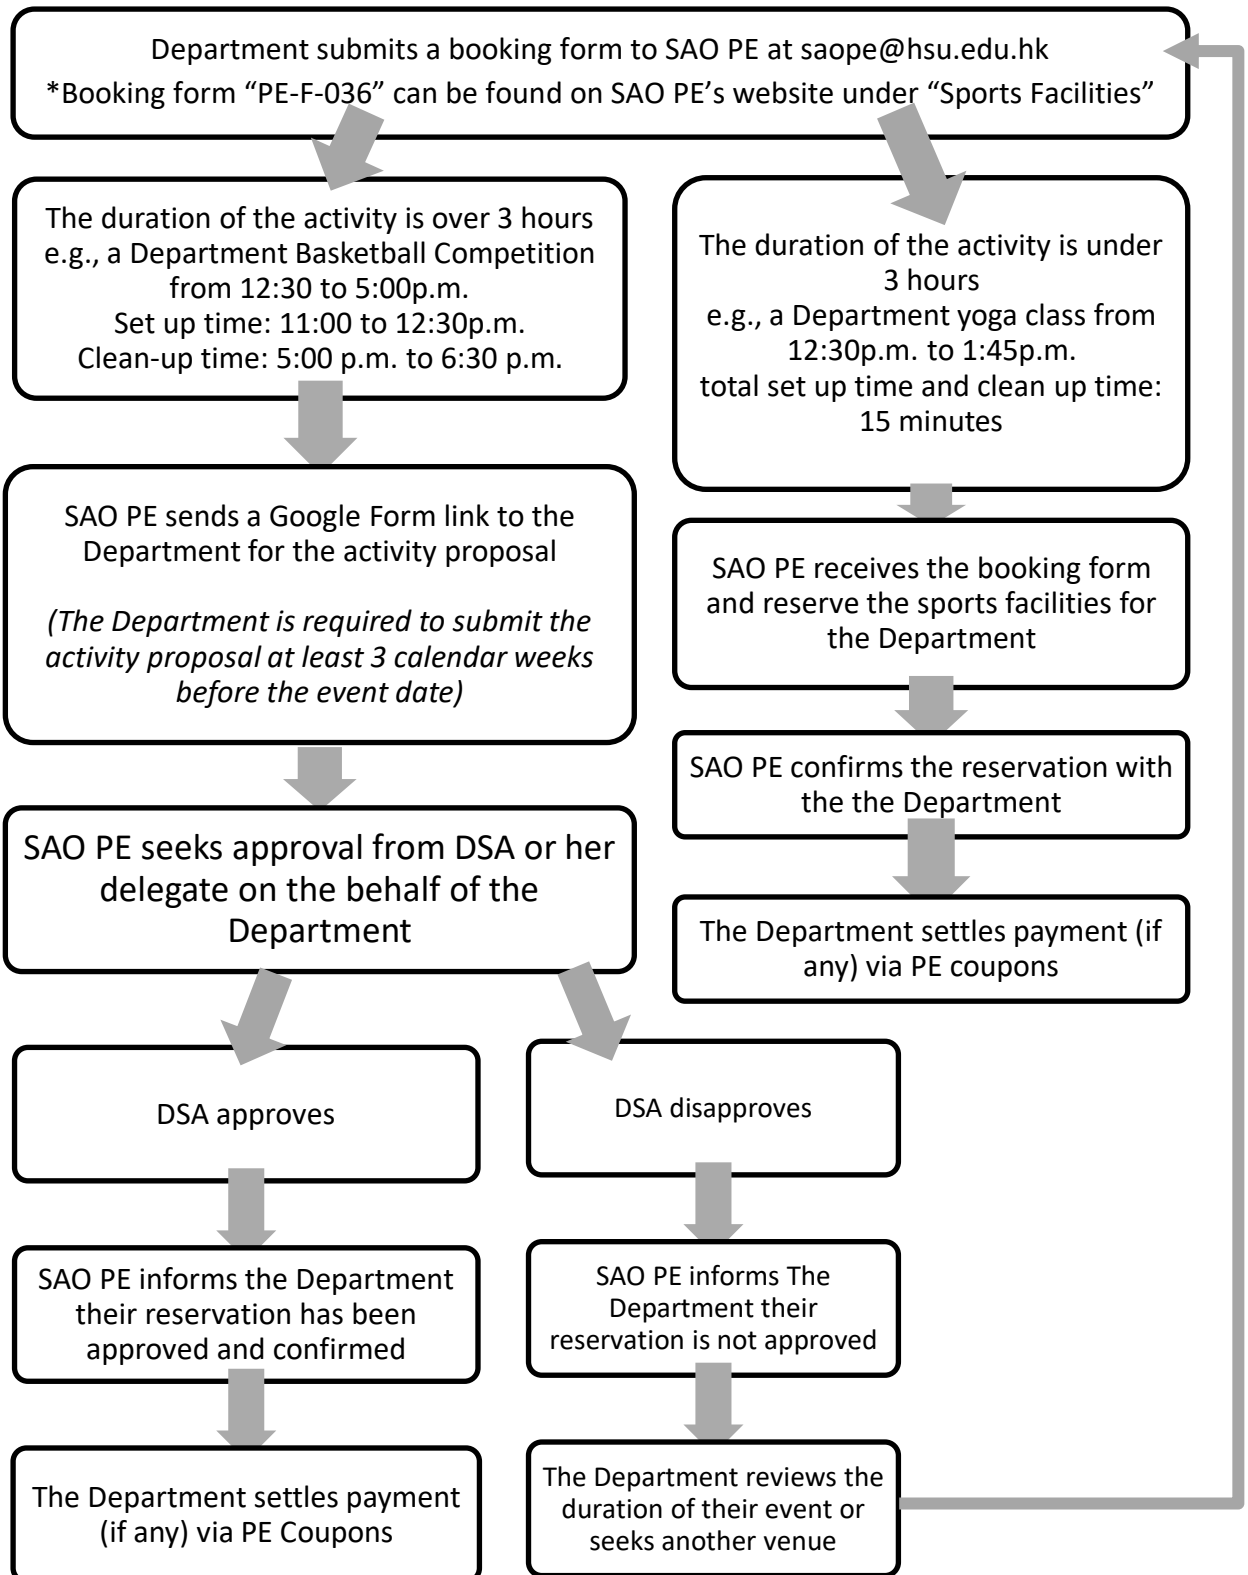 Department submits a booking form to SAO PE at saope@hsu.edu.hk
*Booking form “PE-F-036” can be found on SAO PE’s website under “Sports Facilities”
The duration of the activity is over 3 hours
e.g., a Department Basketball Competition
from 12:30 to 5:00p.m.
Set up time: 11:00 to 12:30p.m.
Clean-up time: 5:00 p.m. to 6:30 p.m.
The duration of the activity is under
3 hours
e.g., a Department yoga class from
12:30p.m. to 1:45p.m.
total set up time and clean up time:
15 minutes
SAO PE sends a Google Form link to the
Department for the activity proposal
(The Department is required to submit the
activity proposal at least 3 calendar weeks
before the event date)
SAO PE receives the booking form
and reserve the sports facilities for
the Department
SAO PE confirms the reservation with
the the Department
SAO PE seeks approval from DSA or her
delegate on the behalf of the
Department
The Department settles payment (if
any) via PE coupons
DSA approves
DSA disapproves
SAO PE informs the Department
their reservation has been
approved and confirmed
SAO PE informs The
Department their
reservation is not approved
The Department settles payment
(if any) via PE Coupons
The Department reviews the
duration of their event or
seeks another venue